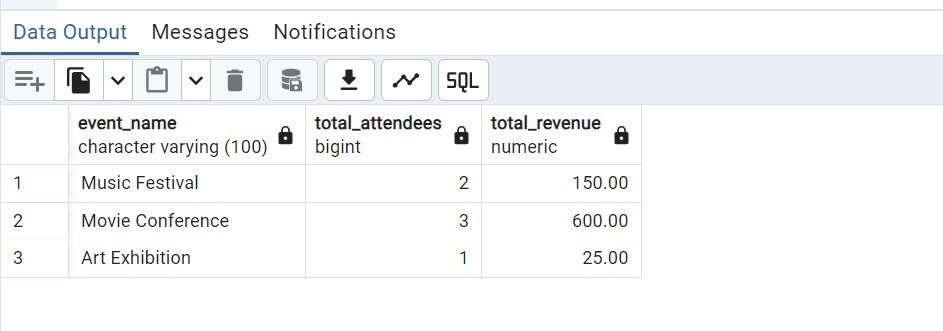 Data Output Messages Notifications
SQL
event_name total_attendees total_revenue
character varying (100) bigint numeric
1 Music Festival 2 150.00
2 Movie Conference 3 600.00
3 Art Exhibition 1 25.00